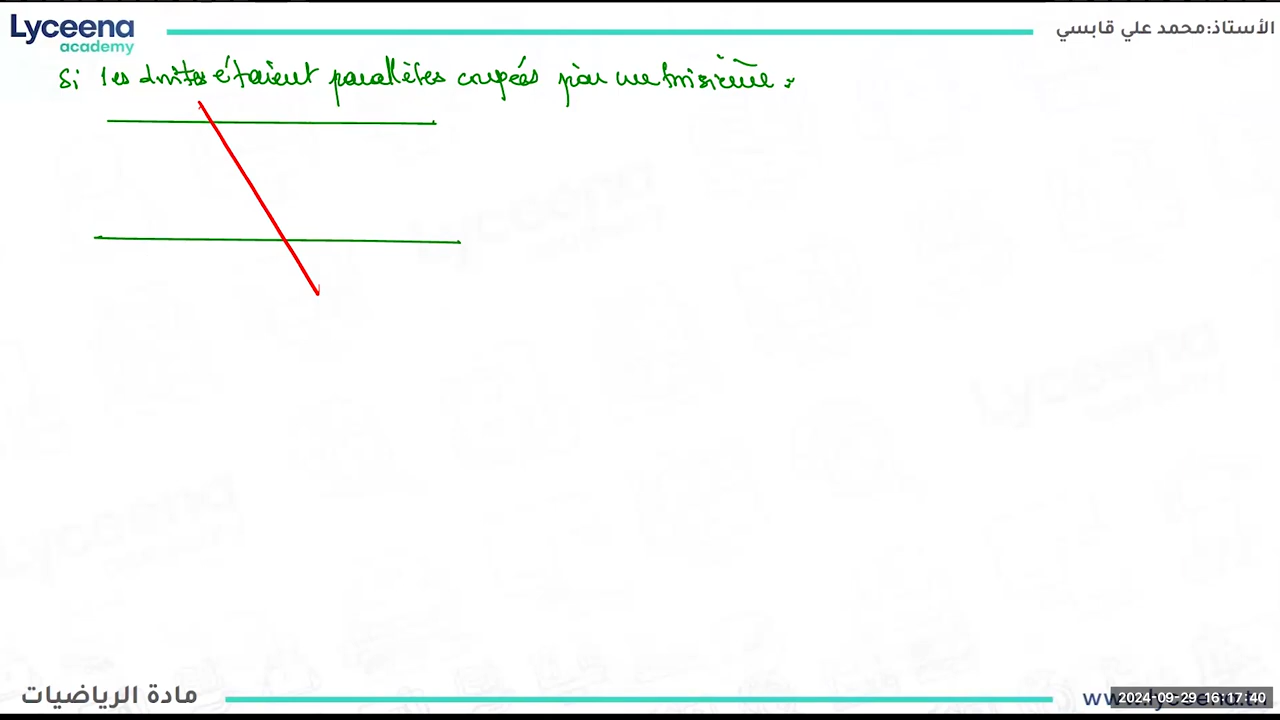 Lyceena
academy
الأستاذ:محمد علي قابسي
Si les droites étaient parallèles coupées par une troisième :
مادة الرياضيات
2024-09-29 16:17:40